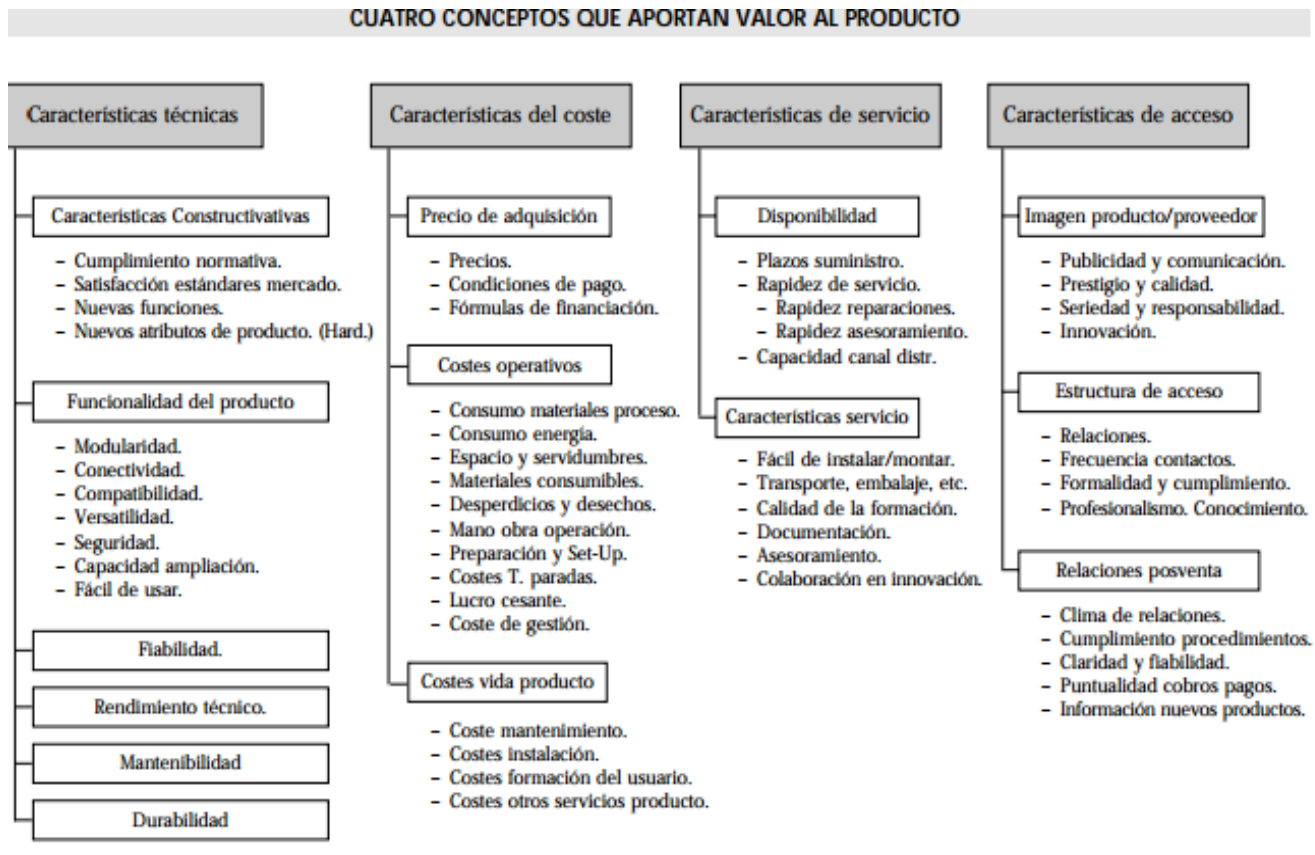 CUATRO CONCEPTOS QUE APORTAN VALOR AL PRODUCTO
Características técnicas
Características Constructivativas
– Cumplimiento normativa.
– Satisfacción estándares mercado.
– Nuevas funciones.
– Nuevos atributos de producto. (Hard.)
Funcionalidad del producto
– Modularidad.
– Conectividad.
– Compatibilidad.
– Versatilidad.
– Seguridad.
– Capacidad ampliación.
– Fácil de usar.
Fiabilidad.
Rendimiento técnico.
Mantenibilidad
Durabilidad
Características del coste
Precio de adquisición
– Precios.
– Condiciones de pago.
– Fórmulas de financiación.
Costes operativos
– Consumo materiales proceso.
– Consumo energía.
– Espacio y servidumbres.
– Materiales consumibles.
– Desperdicios y desechos.
– Mano obra operación.
– Preparación y Set-Up.
– Costes T. paradas.
– Lucro cesante.
– Coste de gestión.
Costes vida producto
– Coste mantenimiento.
– Costes instalación.
– Costes formación del usuario.
– Costes otros servicios producto.
Características de servicio
Disponibilidad
– Plazos suministro.
– Rapidez de servicio.
– Rapidez reparaciones.
– Rapidez asesoramiento.
– Capacidad canal distr.
Características servicio
– Fácil de instalar/montar.
– Transporte, embalaje, etc.
– Calidad de la formación.
– Documentación.
– Asesoramiento.
– Colaboración en innovación.
Características de acceso
Imagen producto/proveedor
– Publicidad y comunicación.
– Prestigio y calidad.
– Seriedad y responsabilidad.
– Innovación.
Estructura de acceso
– Relaciones.
– Frecuencia contactos.
– Formalidad y cumplimiento.
– Profesionalismo. Conocimiento.
Relaciones posventa
– Clima de relaciones.
– Cumplimiento procedimientos.
– Claridad y fiabilidad.
– Puntualidad cobros pagos.
– Información nuevos productos.